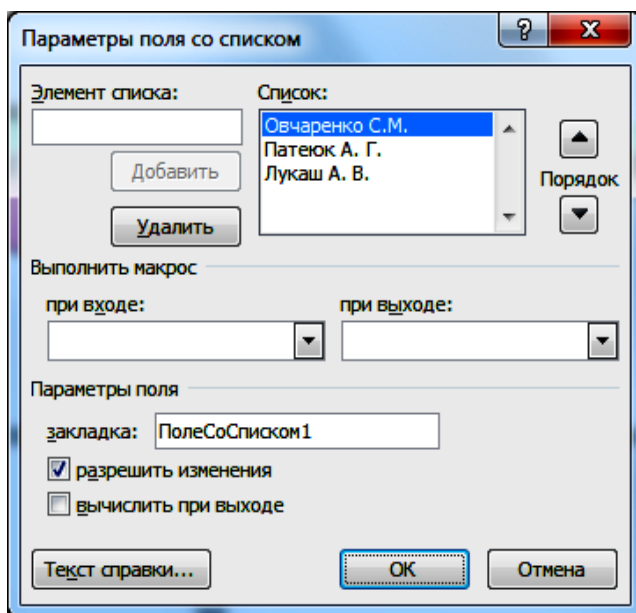 Параметры поля со списком
Элемент списка:
Список:
Овчаренко С.М.
Патеюк А. Г.
Лукаш А. В.
Добавить
Удалить
Порядок
Выполнить макрос
при входе:
при выходе:
Параметры поля
закладка: ПолеСоСписком1
разрешить изменения
вычислить при выходе
Текст справки...
ОК
Отмена